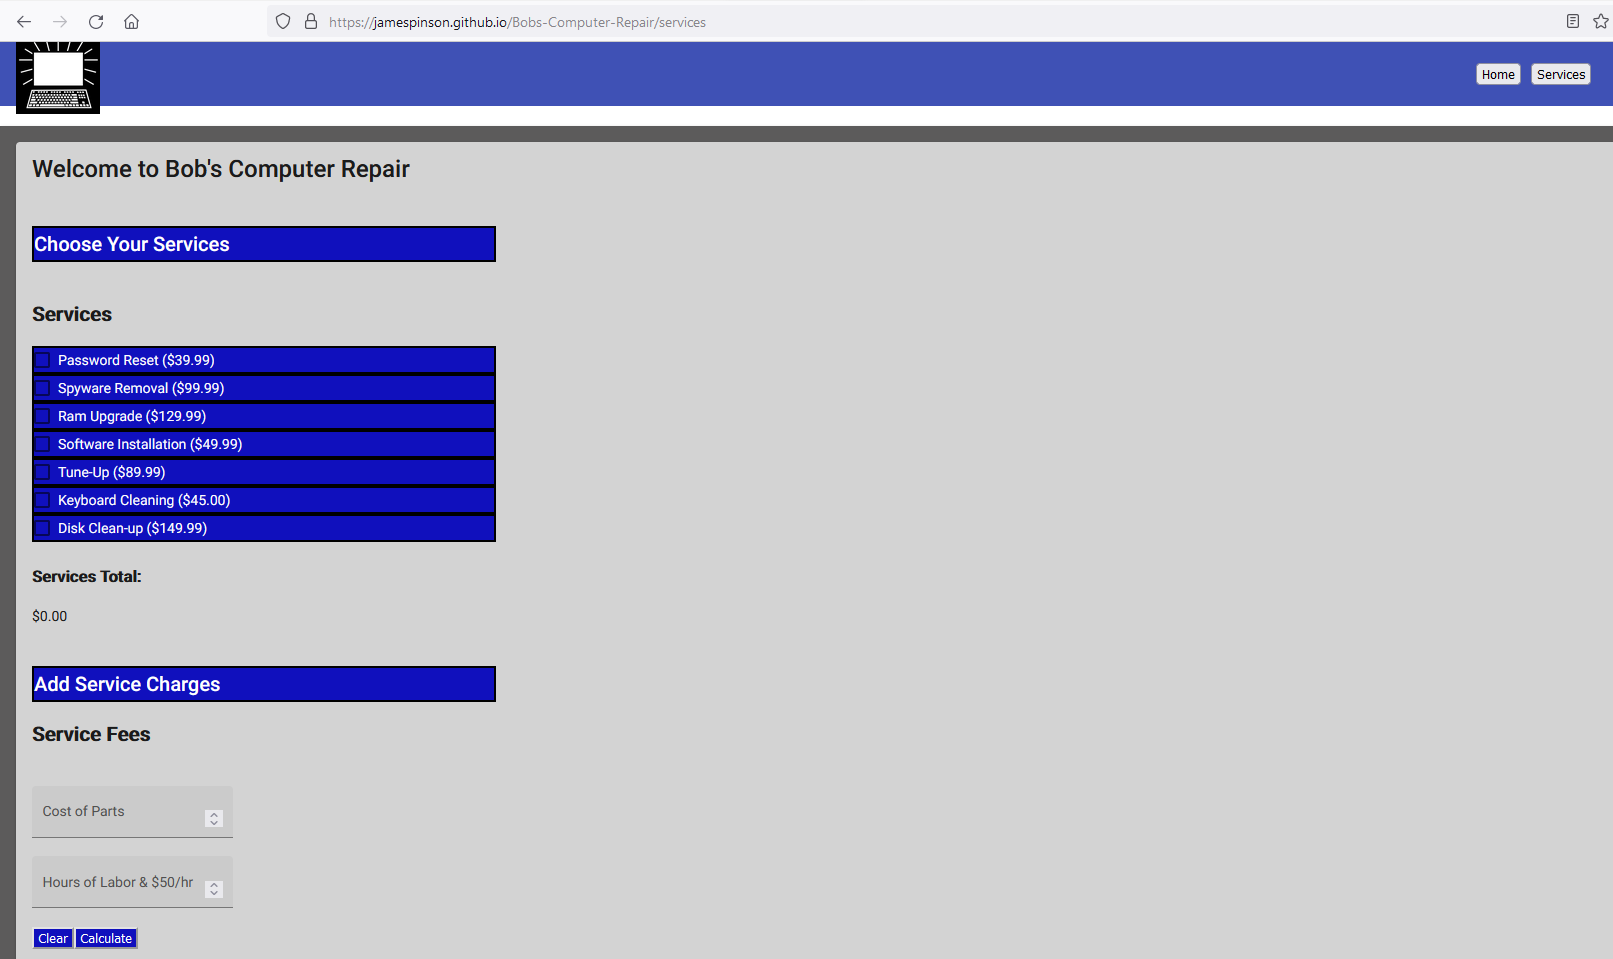 https://jamespinson.github.io/Bobs-Computer-Repair/services
Home Services
Welcome to Bob's Computer Repair
Choose Your Services
Services
Password Reset ($39.99)
Spyware Removal ($99.99)
Ram Upgrade ($129.99)
Software Installation ($49.99)
Tune-Up ($89.99)
Keyboard Cleaning ($45.00)
Disk Clean-up ($149.99)
Services Total:
$0.00
Add Service Charges
Service Fees
Cost of Parts
Hours of Labor & $50/hr
Clear Calculate